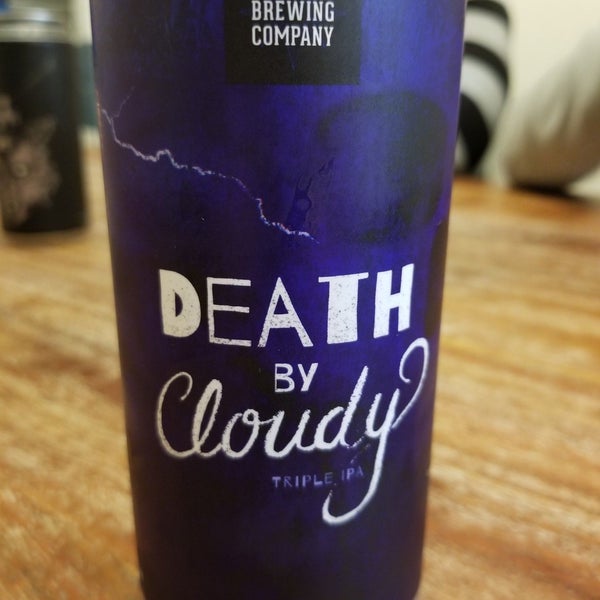 BREWING
COMPANY
DEATH
BY
Cloudy
TRIPLE IPA